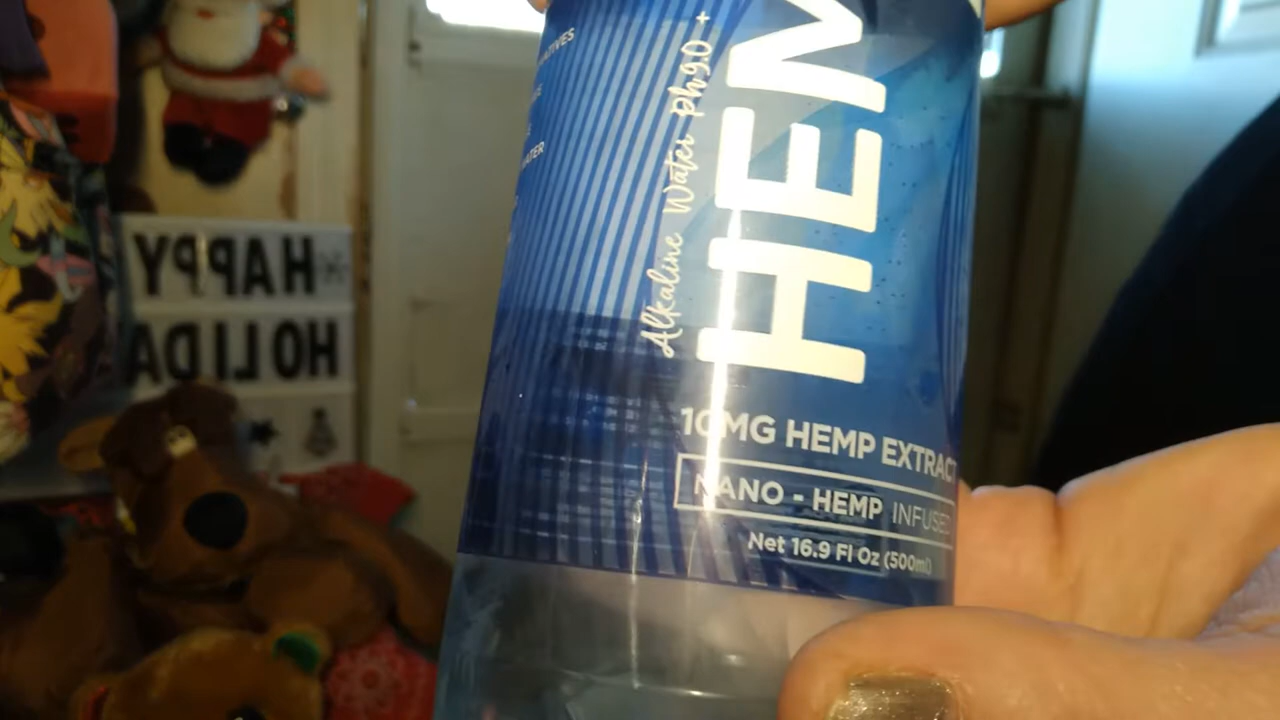 Alkaline Water Ph9.0 +
HEM
10MG HEMP EXTRACT
NANO - HEMP INFUSED
Net 16.9 Fl Oz (500ml)
HAPPY
HOLIDA